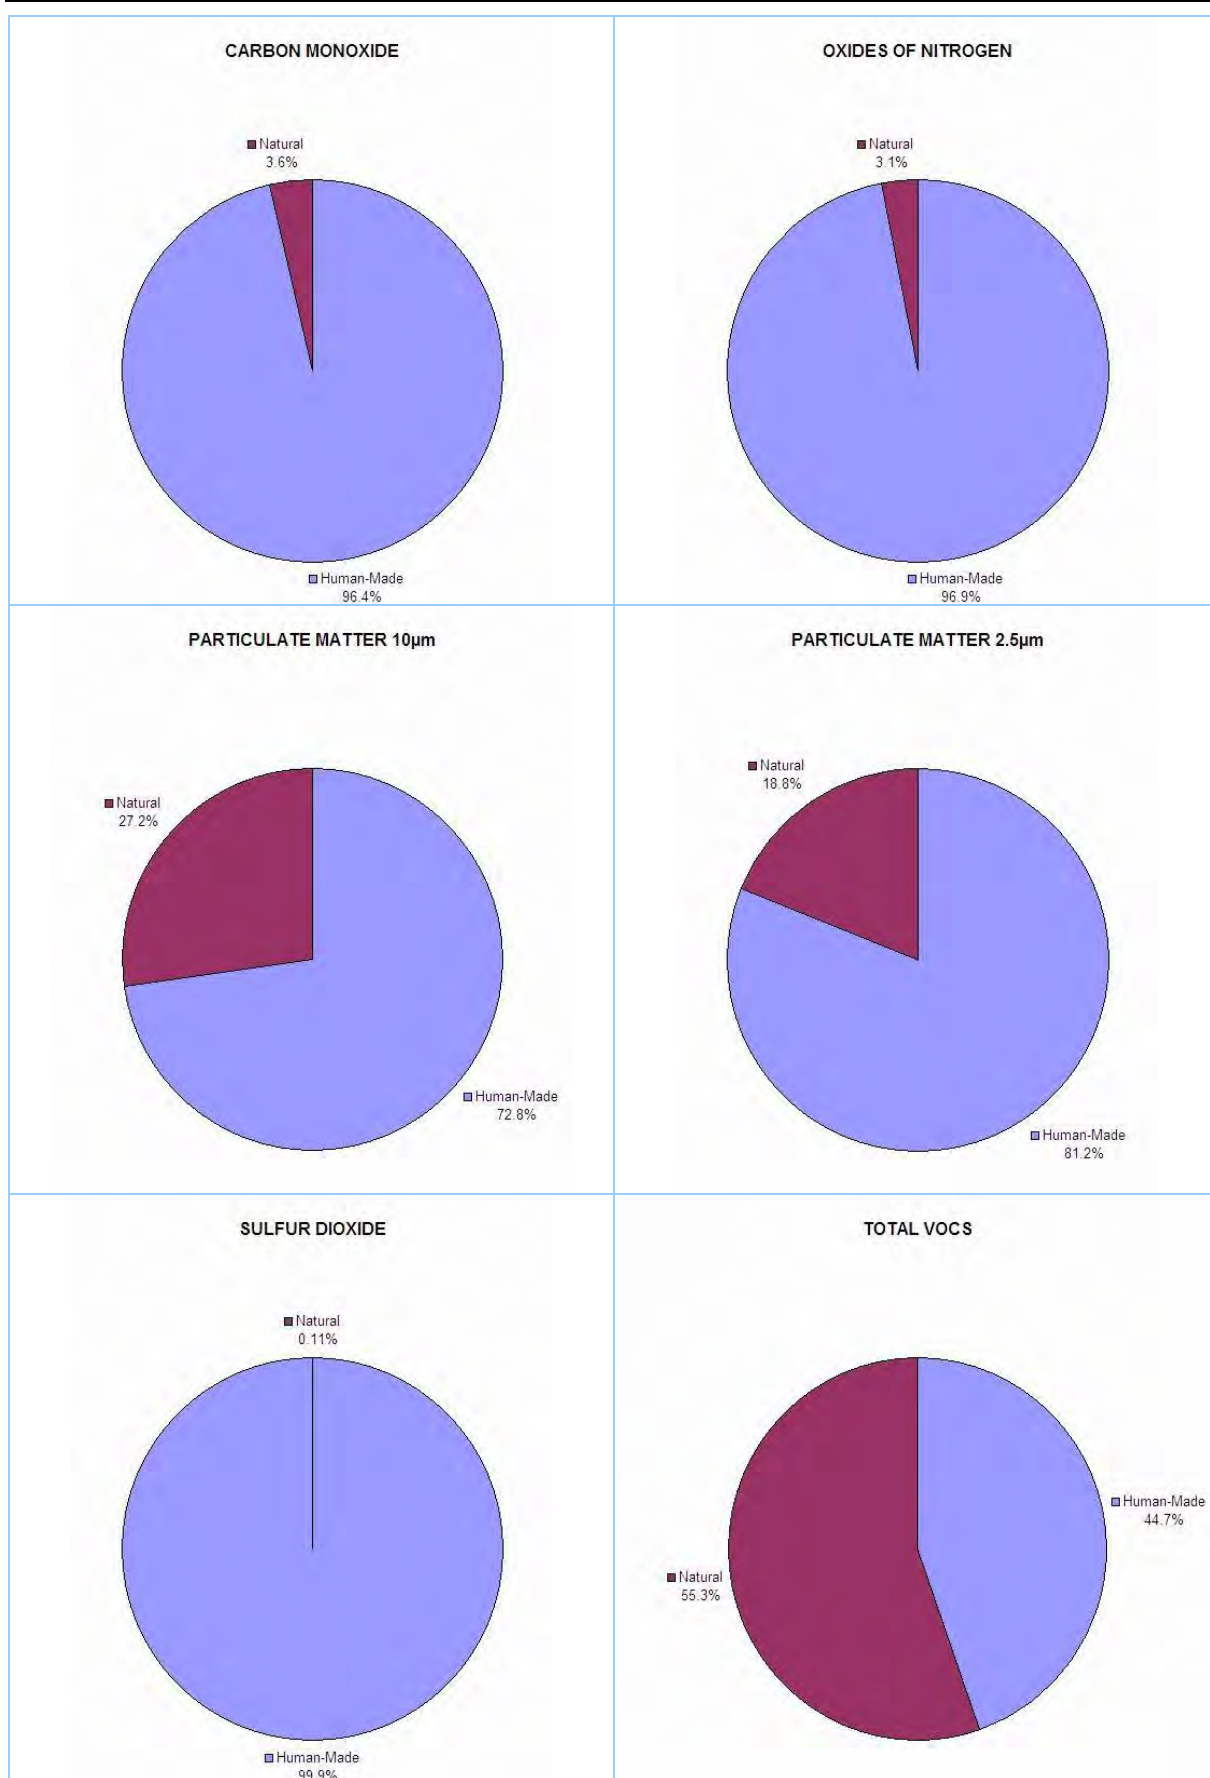 CARBON MONOXIDE
Natural
3.6%
Human-Made
96.4%
OXIDES OF NITROGEN
Natural
3.1%
Human-Made
96.9%
PARTICULATE MATTER 10µm
Natural
27.2%
Human-Made
72.8%
PARTICULATE MATTER 2.5µm
Natural
18.8%
Human-Made
81.2%
SULFUR DIOXIDE
Natural
0.11%
Human-Made
99.9%
TOTAL VOCS
Human-Made
44.7%
Natural
55.3%